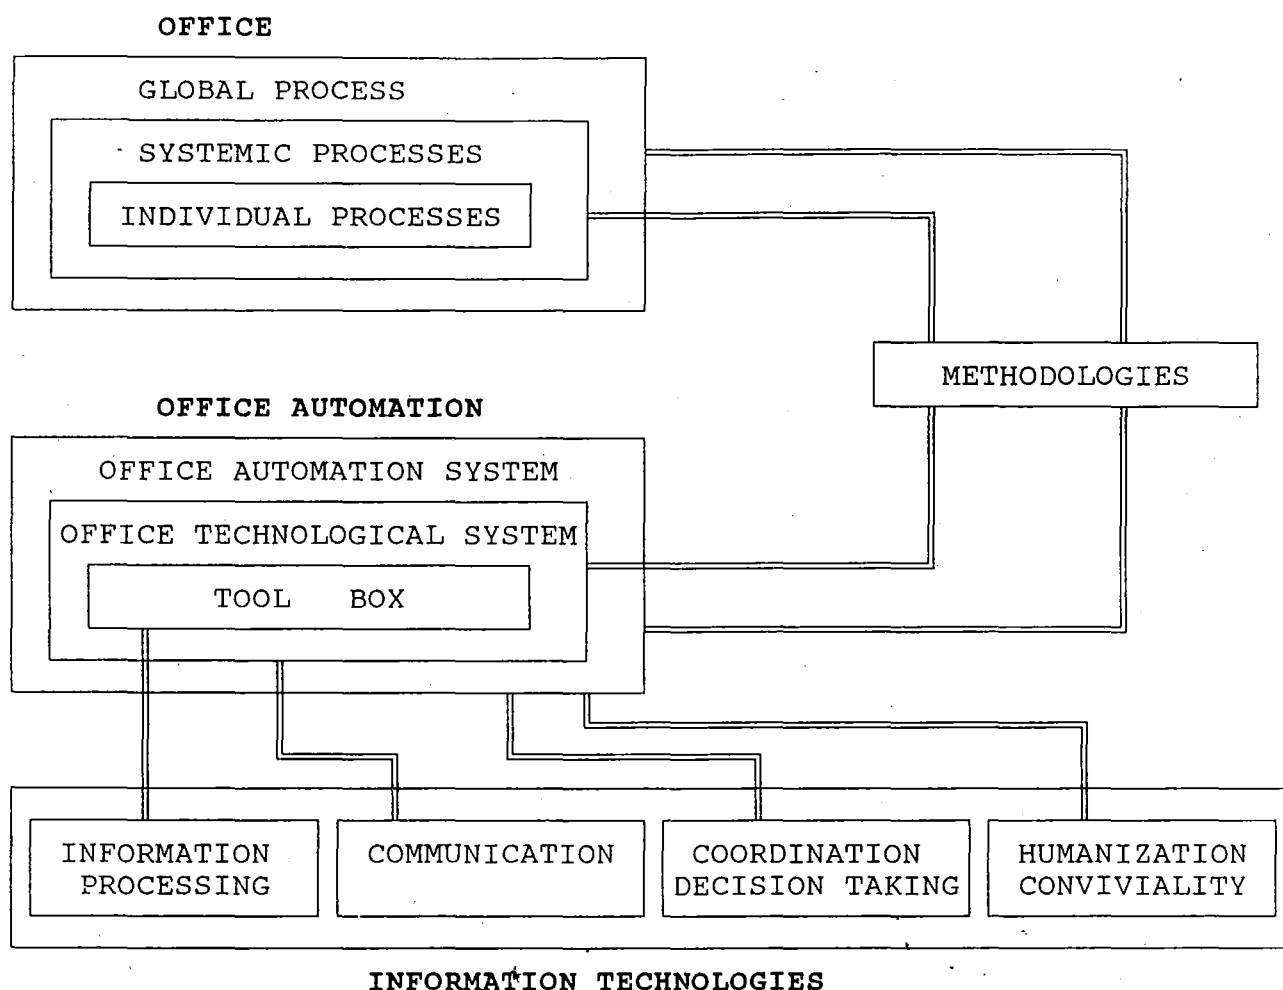 OFFICE
GLOBAL PROCESS
SYSTEMIC PROCESSES
INDIVIDUAL PROCESSES
METHODOLOGIES
OFFICE AUTOMATION
OFFICE AUTOMATION SYSTEM
OFFICE TECHNOLOGICAL SYSTEM
TOOL BOX
INFORMATION
PROCESSING
COMMUNICATION
COORDINATION
DECISION TAKING
HUMANIZATION
CONVIVIALITY
INFORMATION TECHNOLOGIES